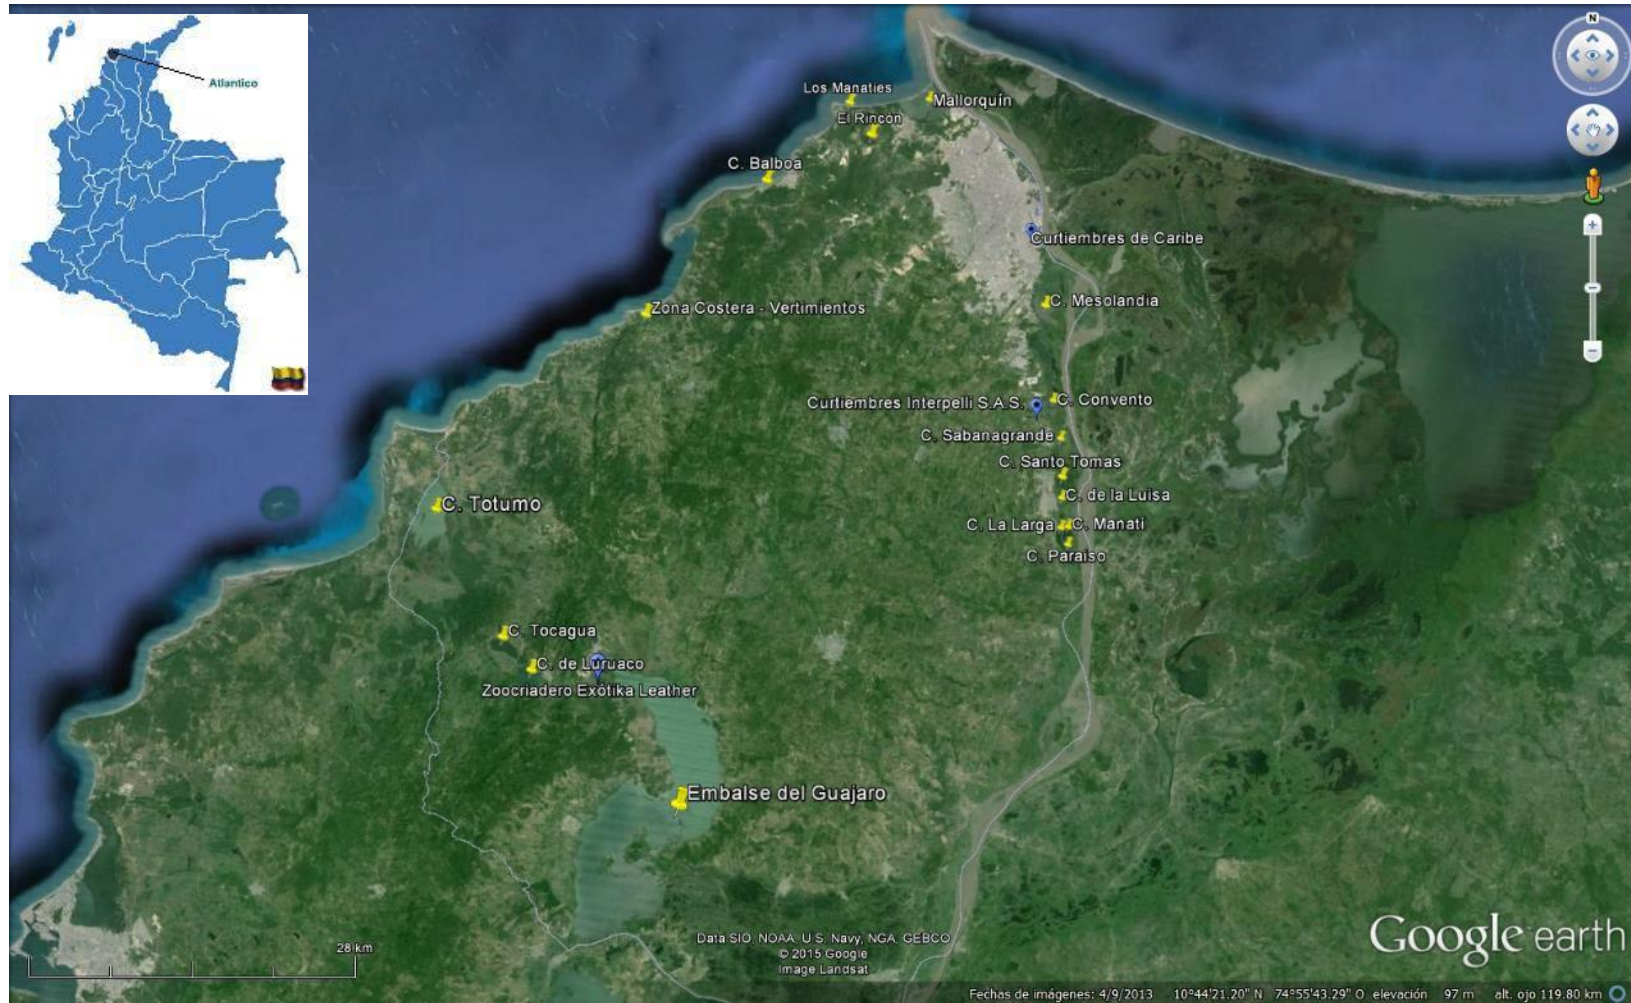 Atlantico
N
Los Manaties
Mallorquín
El Rincón
C. Balboa
Curtiembres de Caribe
C. Mesolandia
Zona Costera - Vertimientos
Curtiembres Interpelli S.A.S.
C. Convento
C. Sabanagrande
C. Santo Tomas
C. de la Luisa
C. Totumo
C. La Larga
C. Manati
C. Paraiso
C. Tocagua
C. de Luruaco
Zoocriadero Exótika Leather
Embalse del Guajaro
28 km
Data SIO, NOAA, U.S. Navy, NGA, GEBCO
© 2015 Google
Image Landsat
Google earth
Fechas de imágenes: 4/9/2013 10°44'21.20" N 74°55'43.29" O elevación 97 m alt. ojo 119.80 km